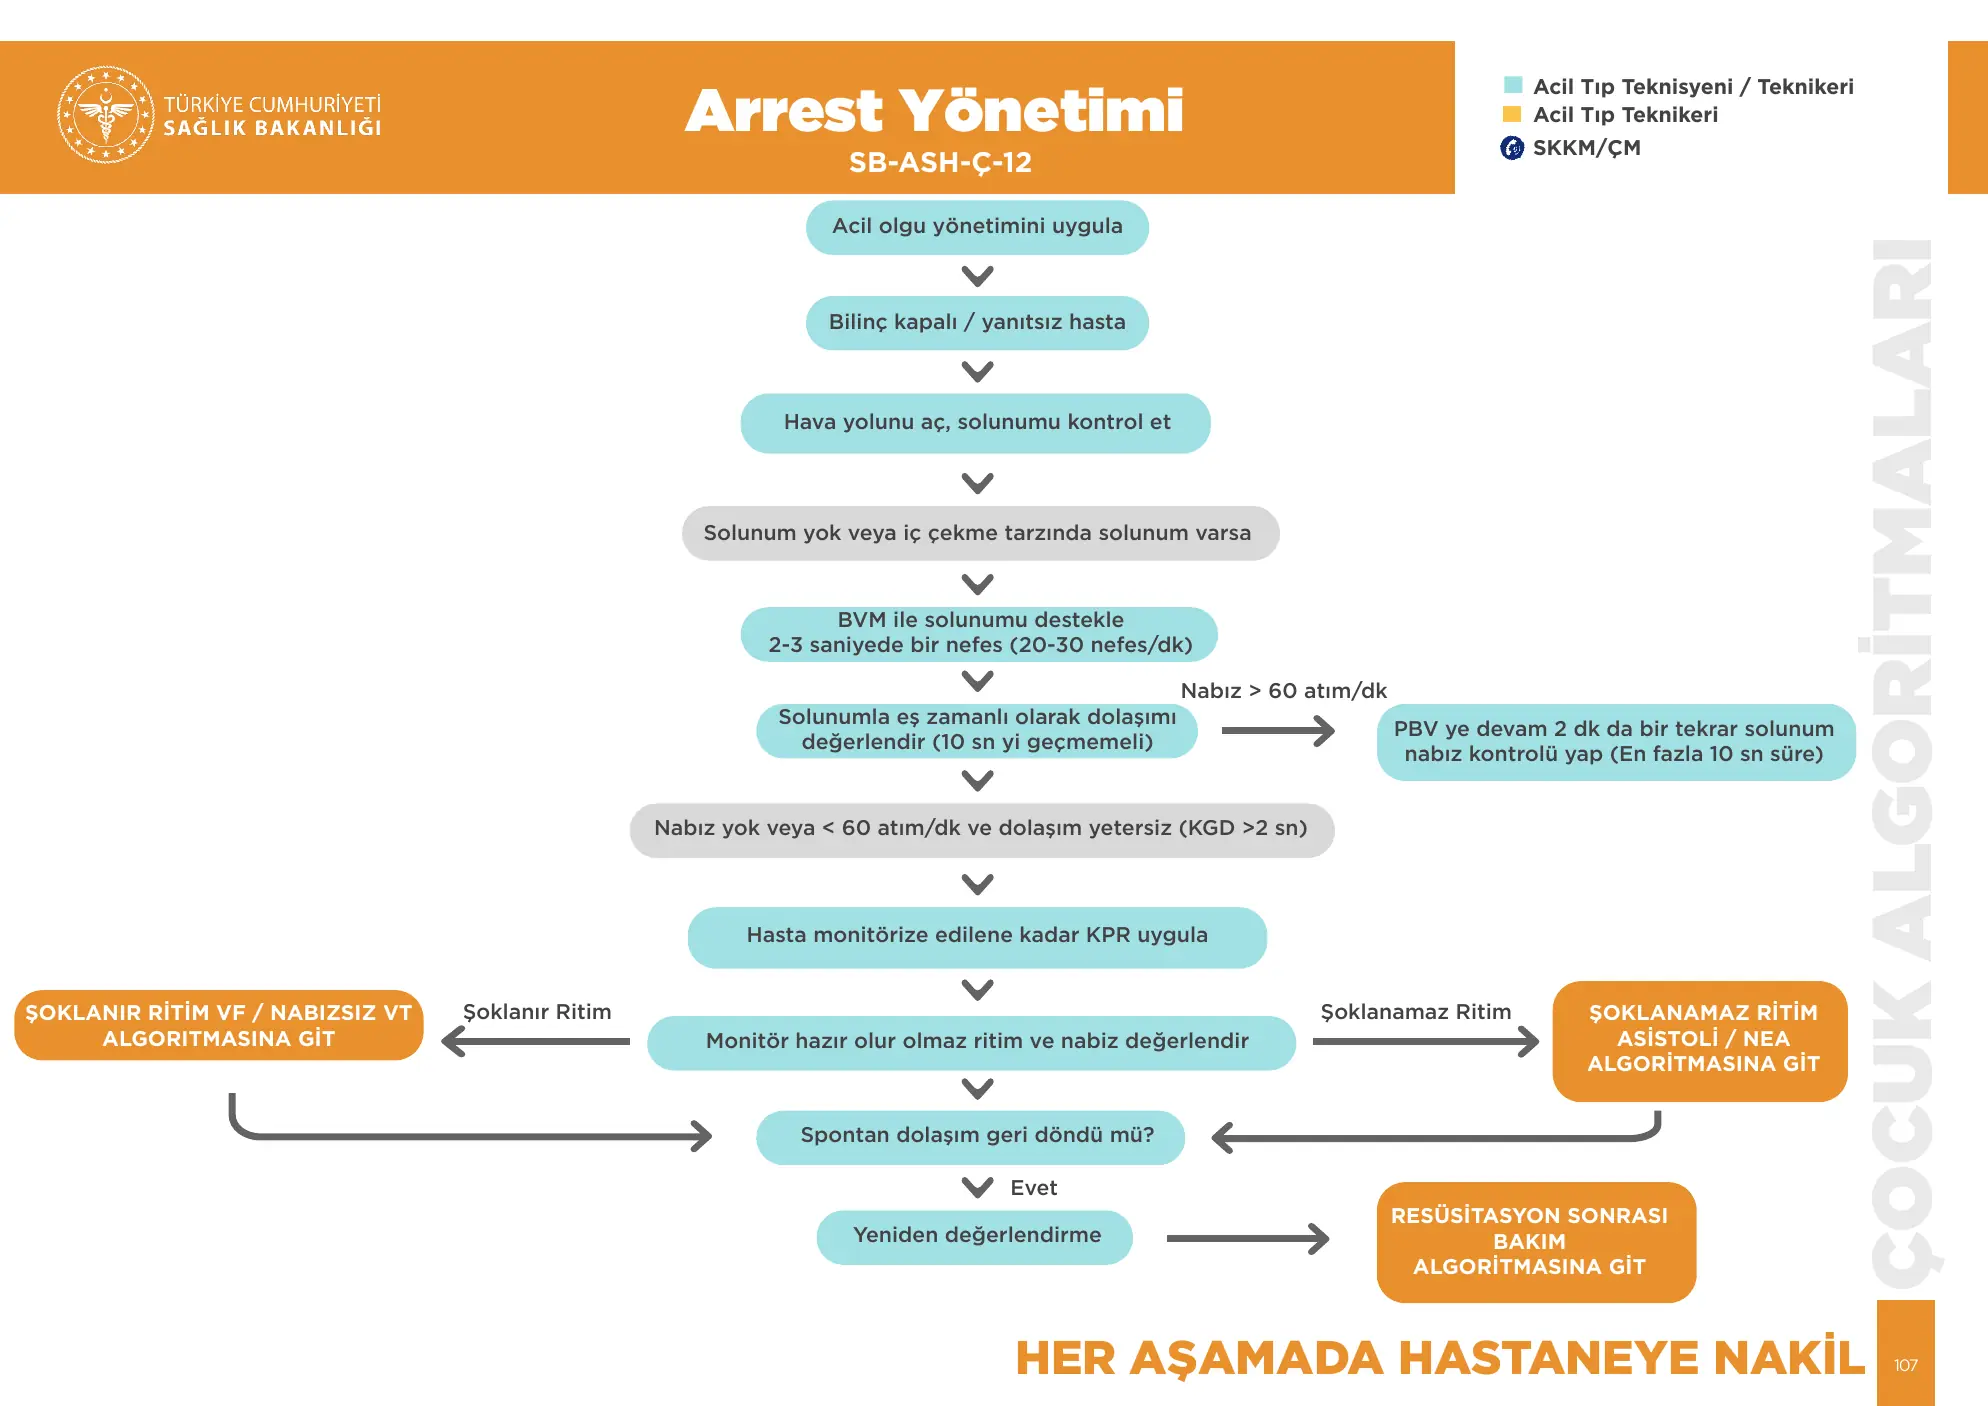 TÜRKİYE CUMHURİYETİ
SAĞLIK BAKANLIĞI
Arrest Yönetimi
SB-ASH-Ç-12
Acil Tıp Teknisyeni / Teknikeri
Acil Tıp Teknikeri
SKKM/ÇM
Acil olgu yönetimini uygula
Bilinç kapalı / yanıtsız hasta
Hava yolunu aç, solunumu kontrol et
Solunum yok veya iç çekme tarzında solunum varsa
BVM ile solunumu destekle
2-3 saniyede bir nefes (20-30 nefes/dk)
Nabız > 60 atım/dk
Solunumla eş zamanlı olarak dolaşımı
değerlendir (10 sn yi geçmemeli)
PBV ye devam 2 dk da bir tekrar solunum
nabız kontrolü yap (En fazla 10 sn süre)
Nabız yok veya < 60 atım/dk ve dolaşım yetersiz (KGD >2 sn)
Hasta monitörize edilene kadar KPR uygula
ŞOKLANIR RİTİM VF / NABIZSIZ VT
ALGORITMASINA GİT
Şoklanır Ritim
Monitör hazır olur olmaz ritim ve nabiz değerlendir
Şoklanamaz Ritim
ŞOKLANAMAZ RİTİM
ASİSTOLİ / NEA
ALGORİTMASINA GİT
Spontan dolaşım geri döndü mü?
Evet
Yeniden değerlendirme
RESÜSİTASYON SONRASI
BAKIM
ALGORİTMASINA GİT
ÇOCUK ALGORİTMALARI
HER AŞAMADA HASTANEYE NAKİL
107